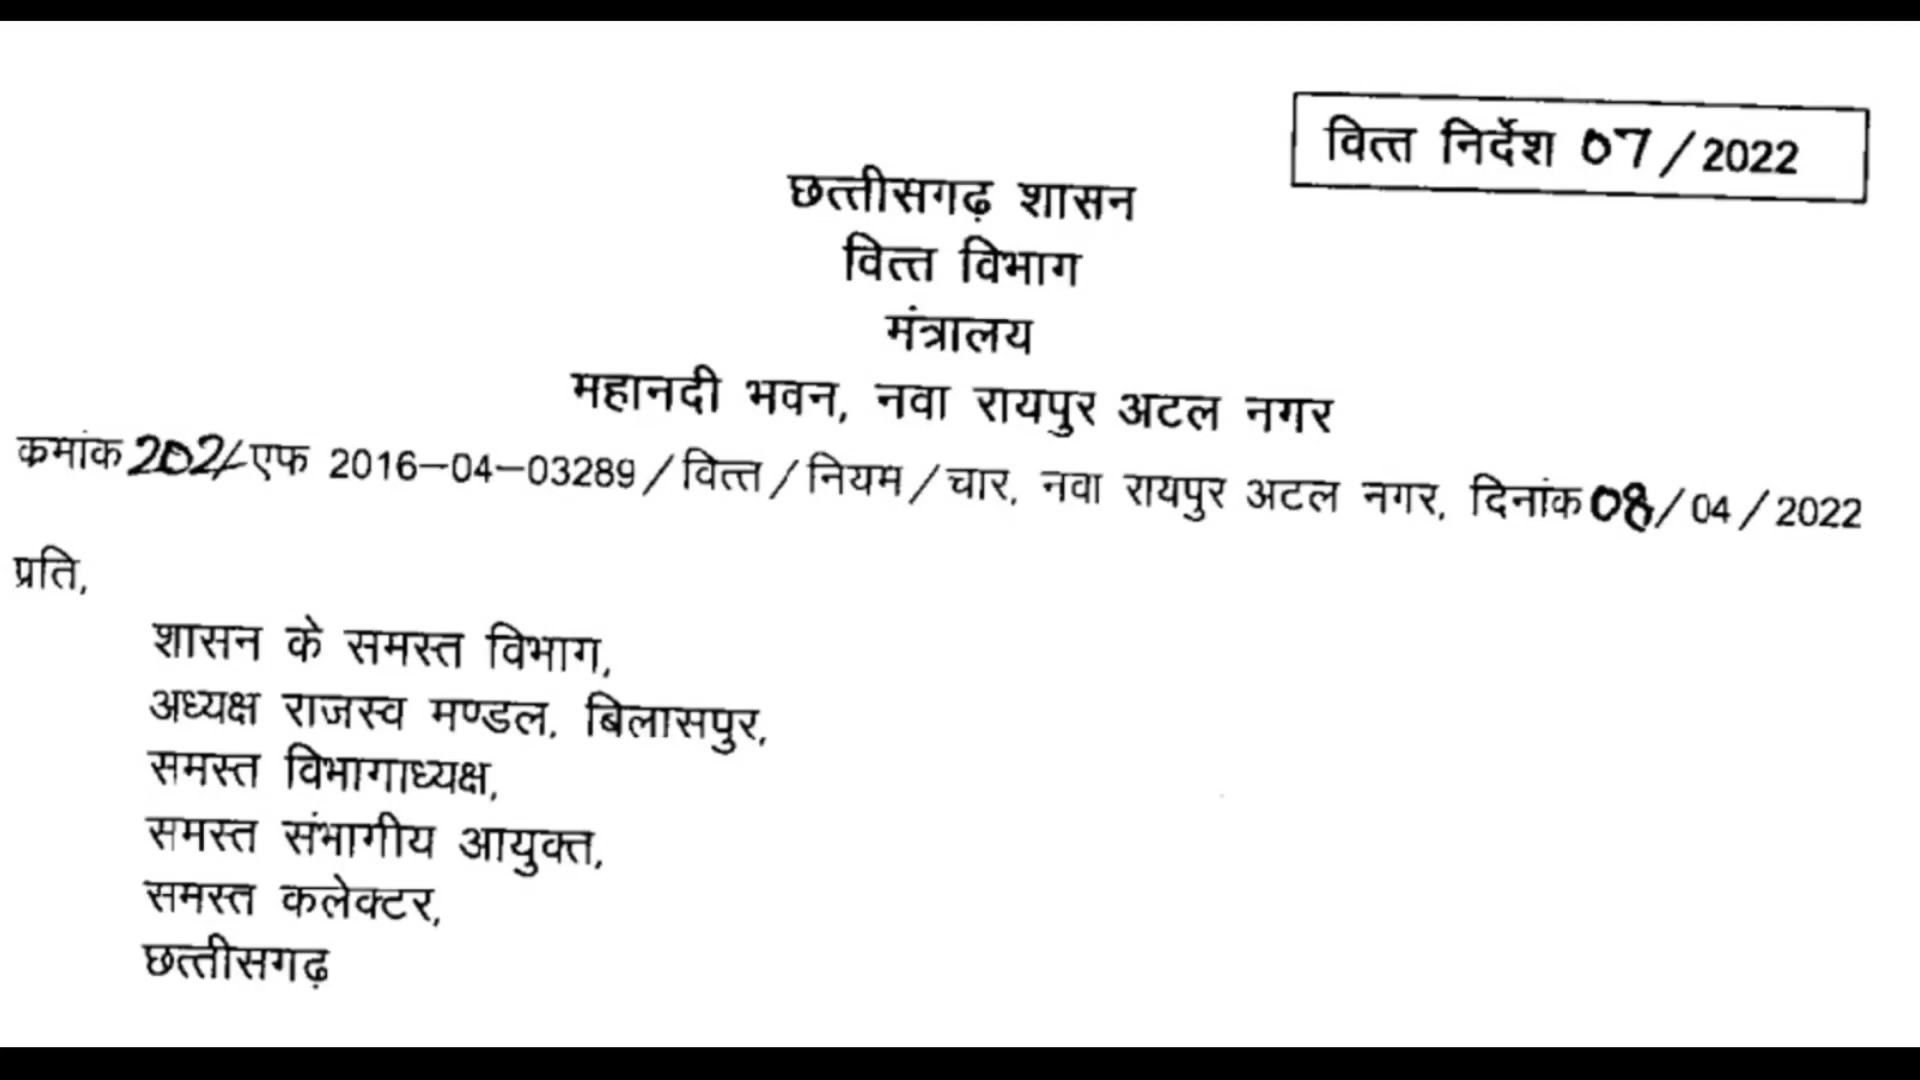 वित्त निर्देश 07/2022
छत्तीसगढ़ शासन
वित्त विभाग
मंत्रालय
महानदी भवन, नवा रायपुर अटल नगर
कमांक 202/एफ 2016-04-03289/वित्त/नियम/चार, नवा रायपुर अटल नगर, दिनांक 08/04/2022
प्रति,
शासन के समस्त विभाग,
अध्यक्ष राजस्व मण्डल, बिलासपुर,
समस्त विभागाध्यक्ष,
समस्त संभागीय आयुक्त,
समस्त कलेक्टर,
छत्तीसगढ़